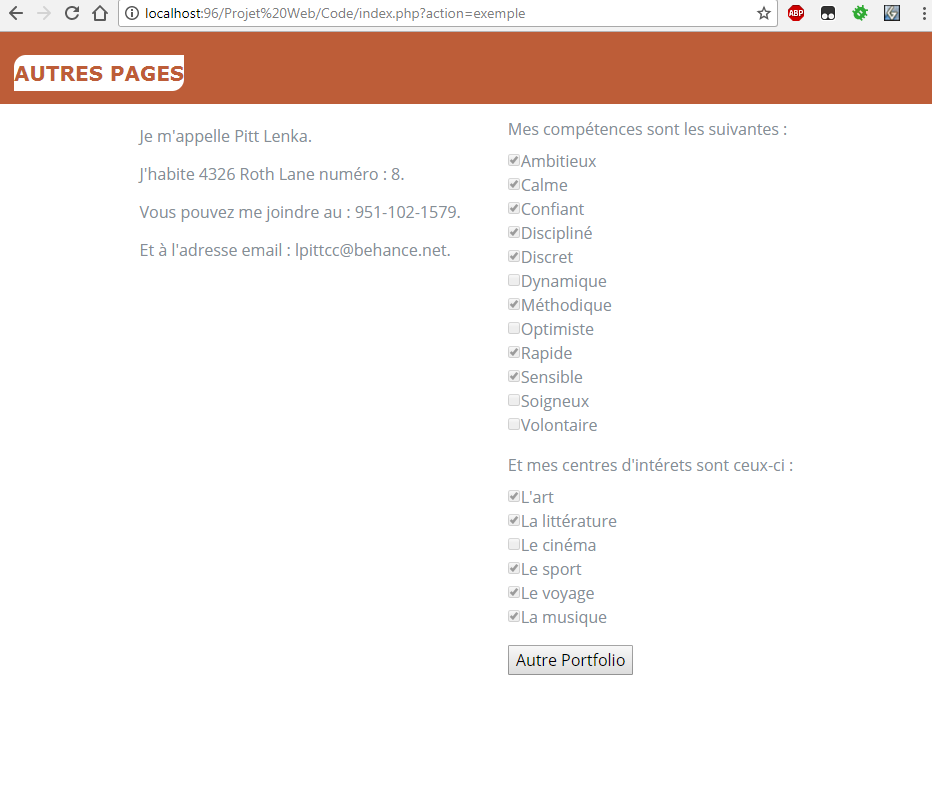 localhost:96/Projet%20Web/Code/index.php?action=exemple
ABP
AUTRES PAGES
Je m'appelle Pitt Lenka.
J'habite 4326 Roth Lane numéro : 8.
Vous pouvez me joindre au : 951-102-1579.
Et à l'adresse email : lpittcc@behance.net.
Mes compétences sont les suivantes :
Ambitieux
Calme
Confiant
Discipliné
Discret
Dynamique
Méthodique
Optimiste
Rapide
Sensible
Soigneux
Volontaire
Et mes centres d'intérets sont ceux-ci :
L'art
La littérature
Le cinéma
Le sport
Le voyage
La musique
Autre Portfolio